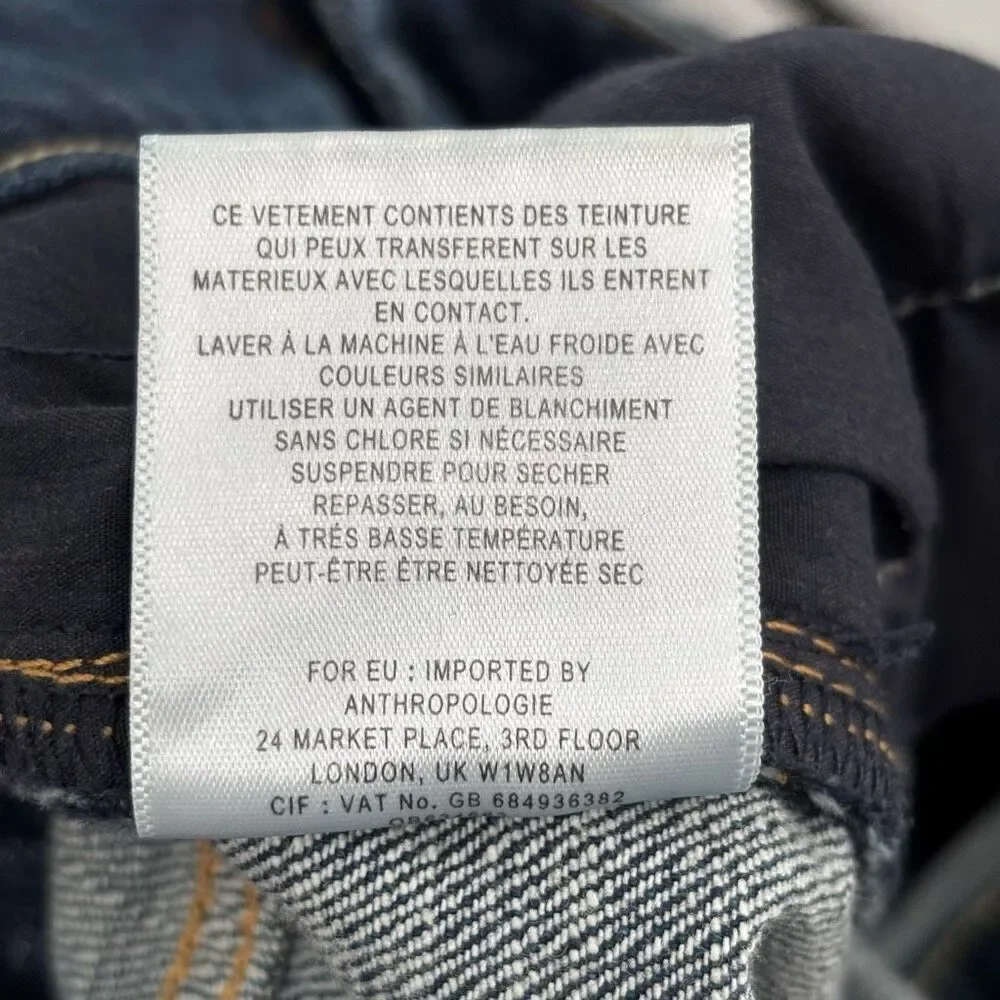 CE VETEMENT CONTIENTS DES TEINTURE
QUI PEUX TRANSFERENT SUR LES
MATERIEUX AVEC LESQUELLES ILS ENTRENT
EN CONTACT.
LAVER À LA MACHINE À L'EAU FROIDE AVEC
COULEURS SIMILAIRES
UTILISER UN AGENT DE BLANCHIMENT
SANS CHLORE SI NÉCESSAIRE
SUSPENDRE POUR SECHER
REPASSER, AU BESOIN,
À TRÉS BASSE TEMPÉRATURE
PEUT-ÊTRE ÊTRE NETTOYÉE SEC
FOR EU : IMPORTED BY
ANTHROPOLOGIE
24 MARKET PLACE, 3RD FLOOR
LONDON, UK W1W8AN
CIF : VAT No. GB 684936382